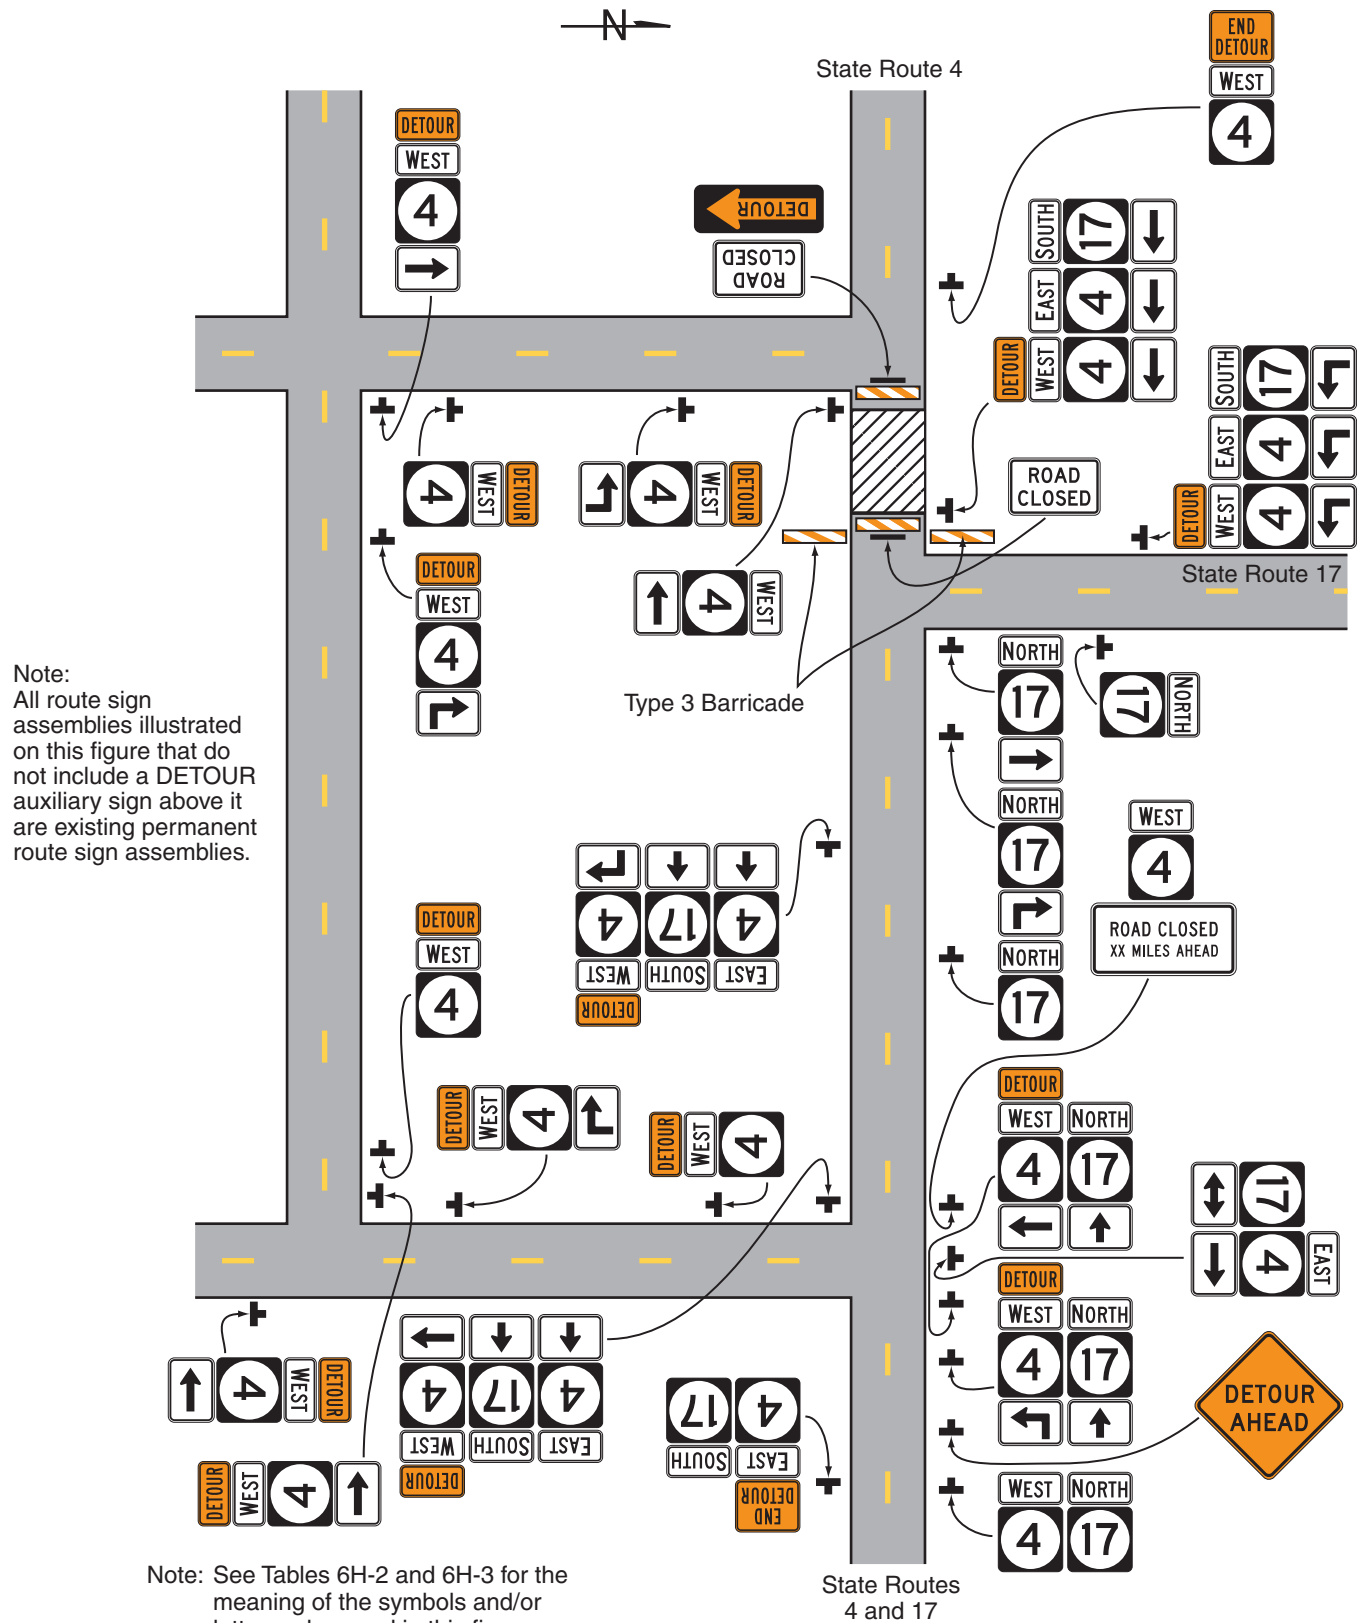 N
State Route 4
END
DETOUR
WEST
4
DETOUR
WEST
4
DETOUR
ROAD
CLOSED
SOUTH
17
EAST
4
DETOUR
WEST
4
SOUTH
17
EAST
4
DETOUR
WEST
4
4
WEST
DETOUR
4
WEST
DETOUR
ROAD
CLOSED
State Route 17
DETOUR
WEST
4
4
WEST
Type 3 Barricade
NORTH
17
17
NORTH
Note:
All route sign
assemblies illustrated
on this figure that do
not include a DETOUR
auxiliary sign above it
are existing permanent
route sign assemblies.
NORTH
17
WEST
4
ROAD CLOSED
XX MILES AHEAD
4
17
4
WEST
SOUTH
EAST
DETOUR
DETOUR
WEST
4
NORTH
17
DETOUR
WEST
4
DETOUR
WEST
4
DETOUR
WEST
NORTH
4
17
17
4
EAST
DETOUR
WEST
NORTH
4
17
4
WEST
DETOUR
4
17
4
WEST
SOUTH
EAST
DETOUR
17
4
SOUTH
EAST
END
DETOUR
DETOUR
AHEAD
DETOUR
WEST
4
WEST
NORTH
4
17
Note: See Tables 6H-2 and 6H-3 for the
meaning of the symbols and/or
State Routes
4 and 17